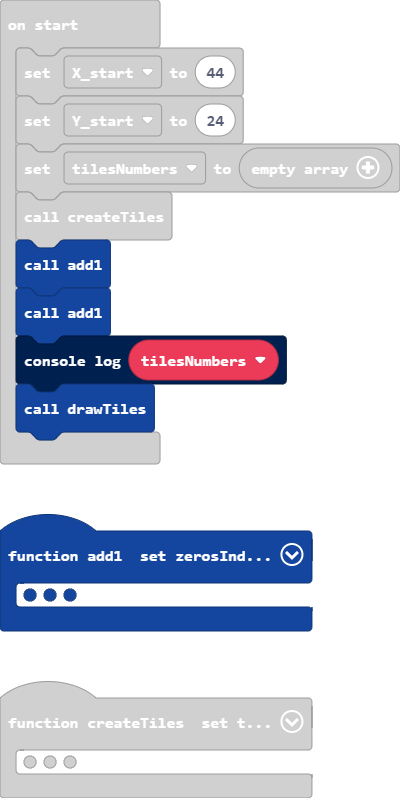 on start
set X_start to 44
set Y_start to 24
set tilesNumbers to empty array
call createTiles
call add1
call add1
console log tilesNumbers
call drawTiles
function add1 set zerosInd...
function createTiles set t...